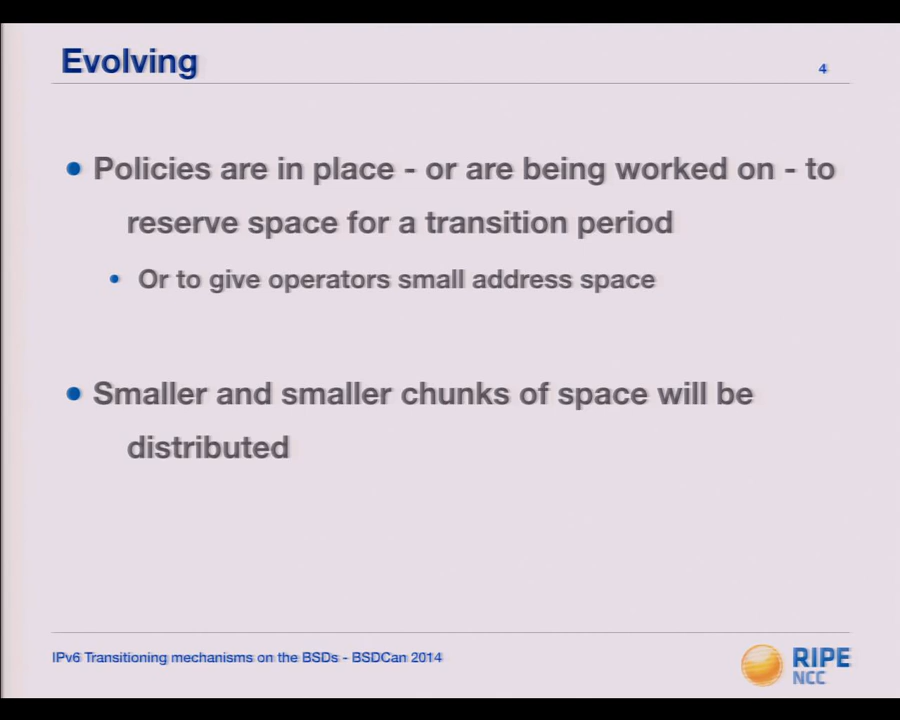 Evolving
4
• Policies are in place - or are being worked on - to
reserve space for a transition period
• Or to give operators small address space
• Smaller and smaller chunks of space will be
distributed
IPv6 Transitioning mechanisms on the BSDs - BSDCan 2014
RIPE
NCC